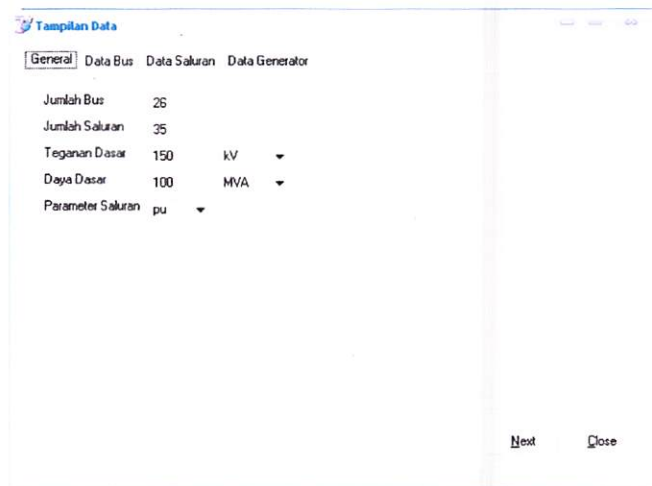 Tampilan Data
General Data Bus Data Saluran Data Generator
Jumlah Bus 26
Jumlah Saluran 35
Teganan Dasar 150 kV
Daya Dasar 100 MVA
Parameter Saluran pu
Next Close